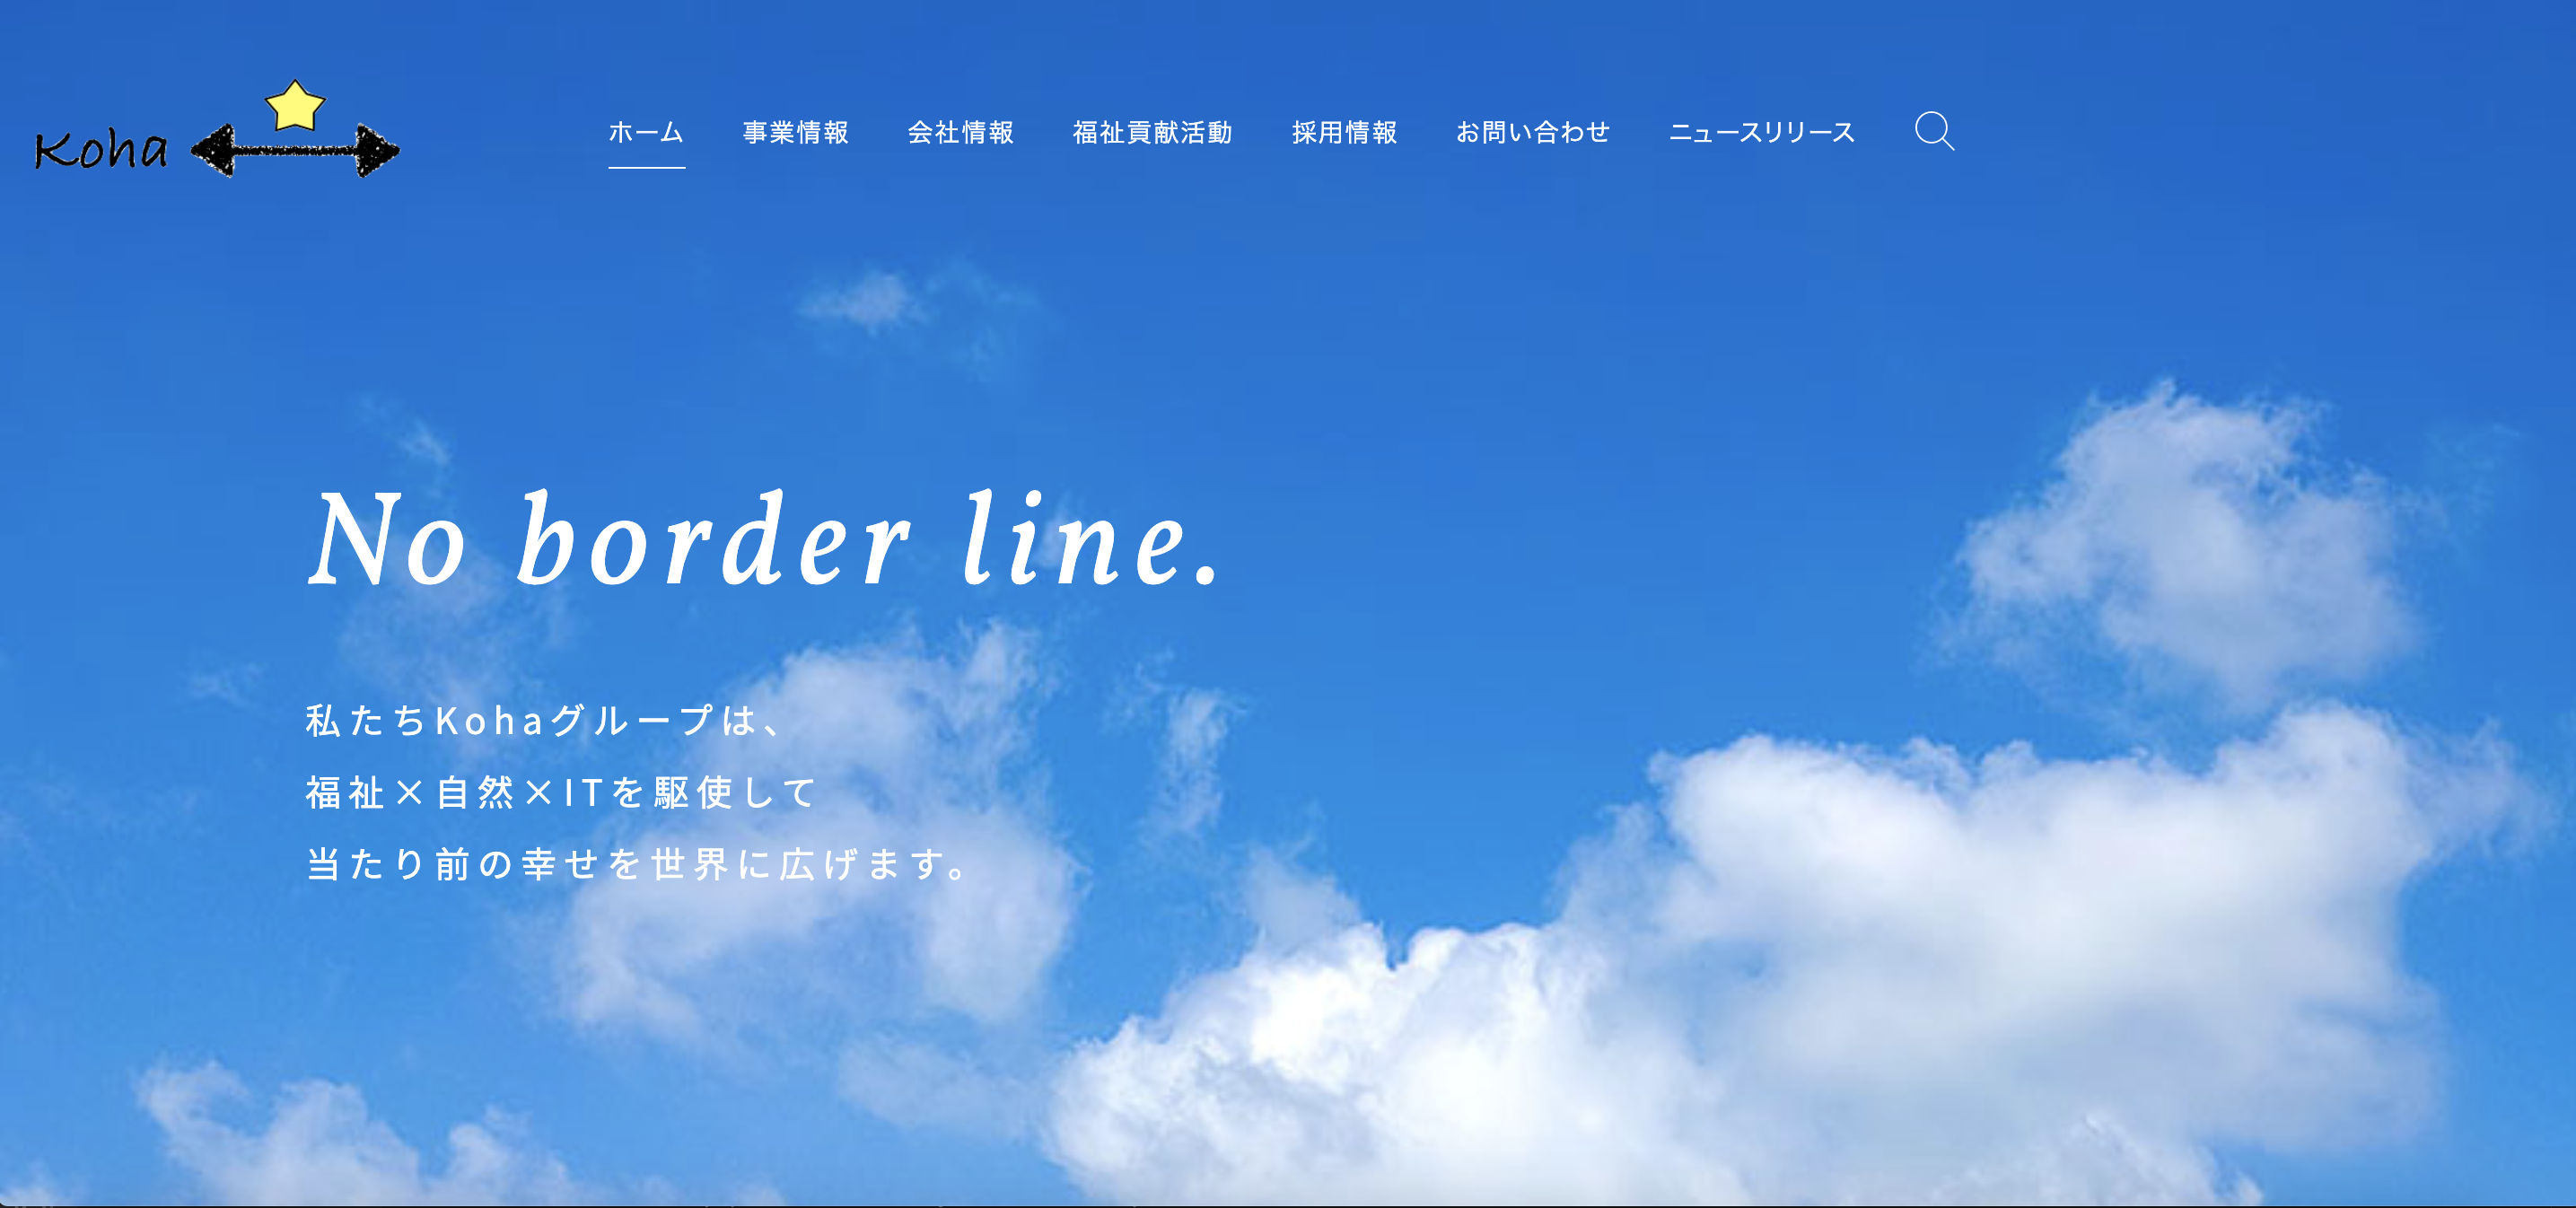 Koha
ホーム 事業情報 会社情報 福祉貢献活動 採用情報 お問い合わせ ニュースリリース
No border line.
私たちKohaグループは、
福祉×自然×ITを駆使して
当たり前の幸せを世界に広げます。